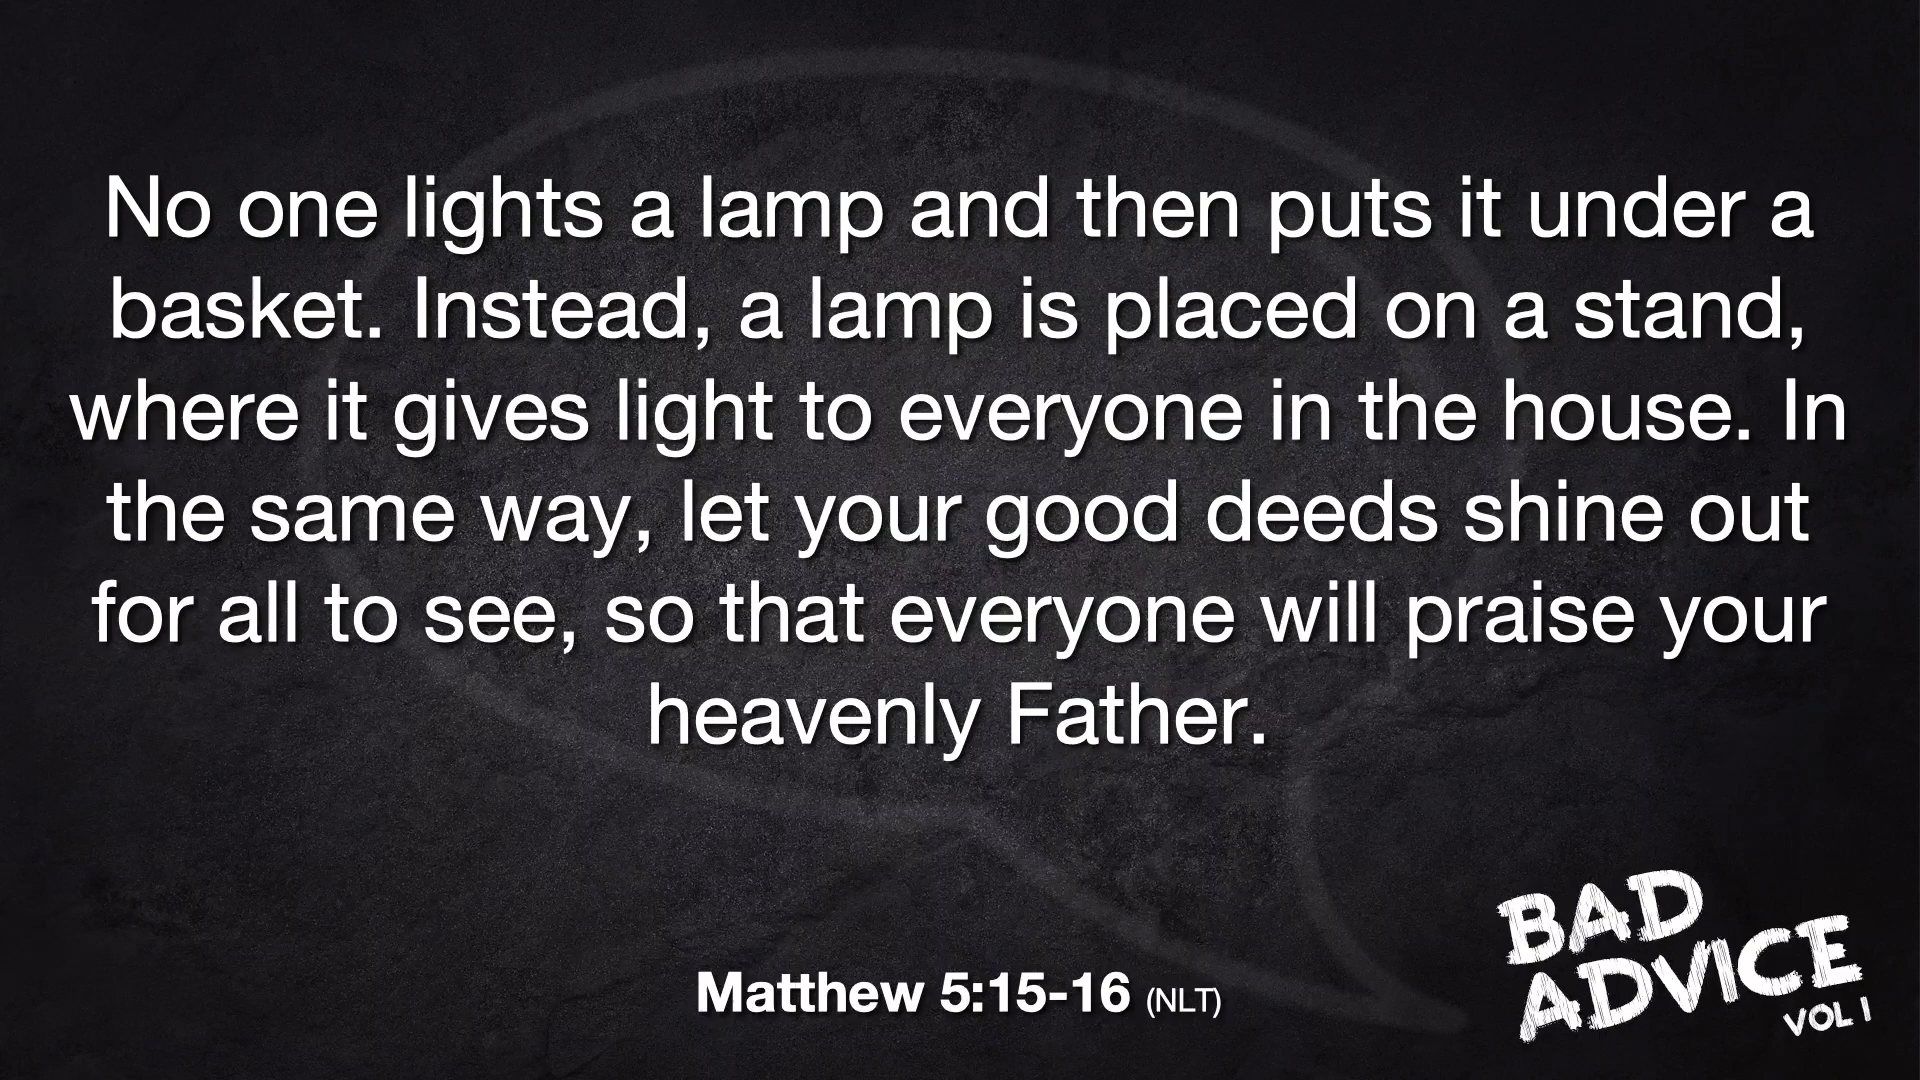 No one lights a lamp and then puts it under a
basket. Instead, a lamp is placed on a stand,
where it gives light to everyone in the house. In
the same way, let your good deeds shine out
for all to see, so that everyone will praise your
heavenly Father.
Matthew 5:15-16 (NLT)
BAD
ADVICE
VOL 1